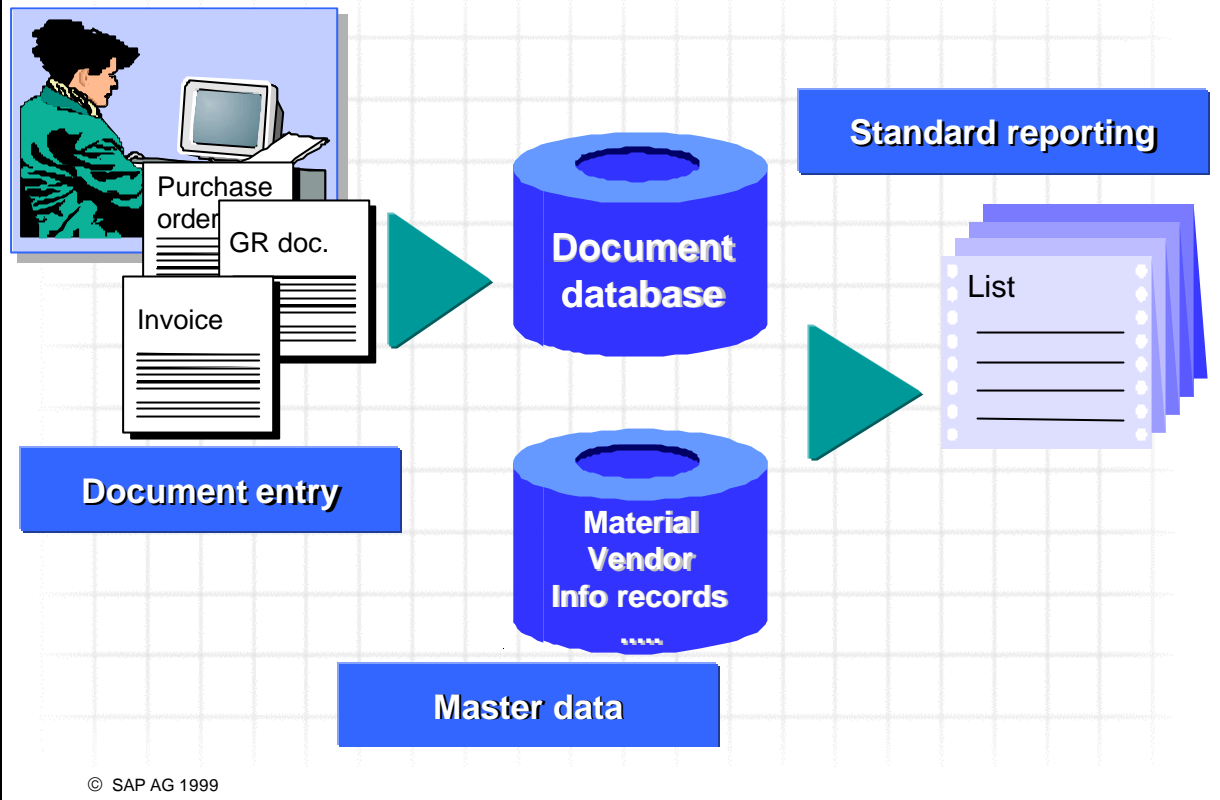 Purchase
order
GR doc.
Invoice
Document entry
Document
database
Material
Vendor
Info records
.....
Master data
Standard reporting
List
© SAP AG 1999